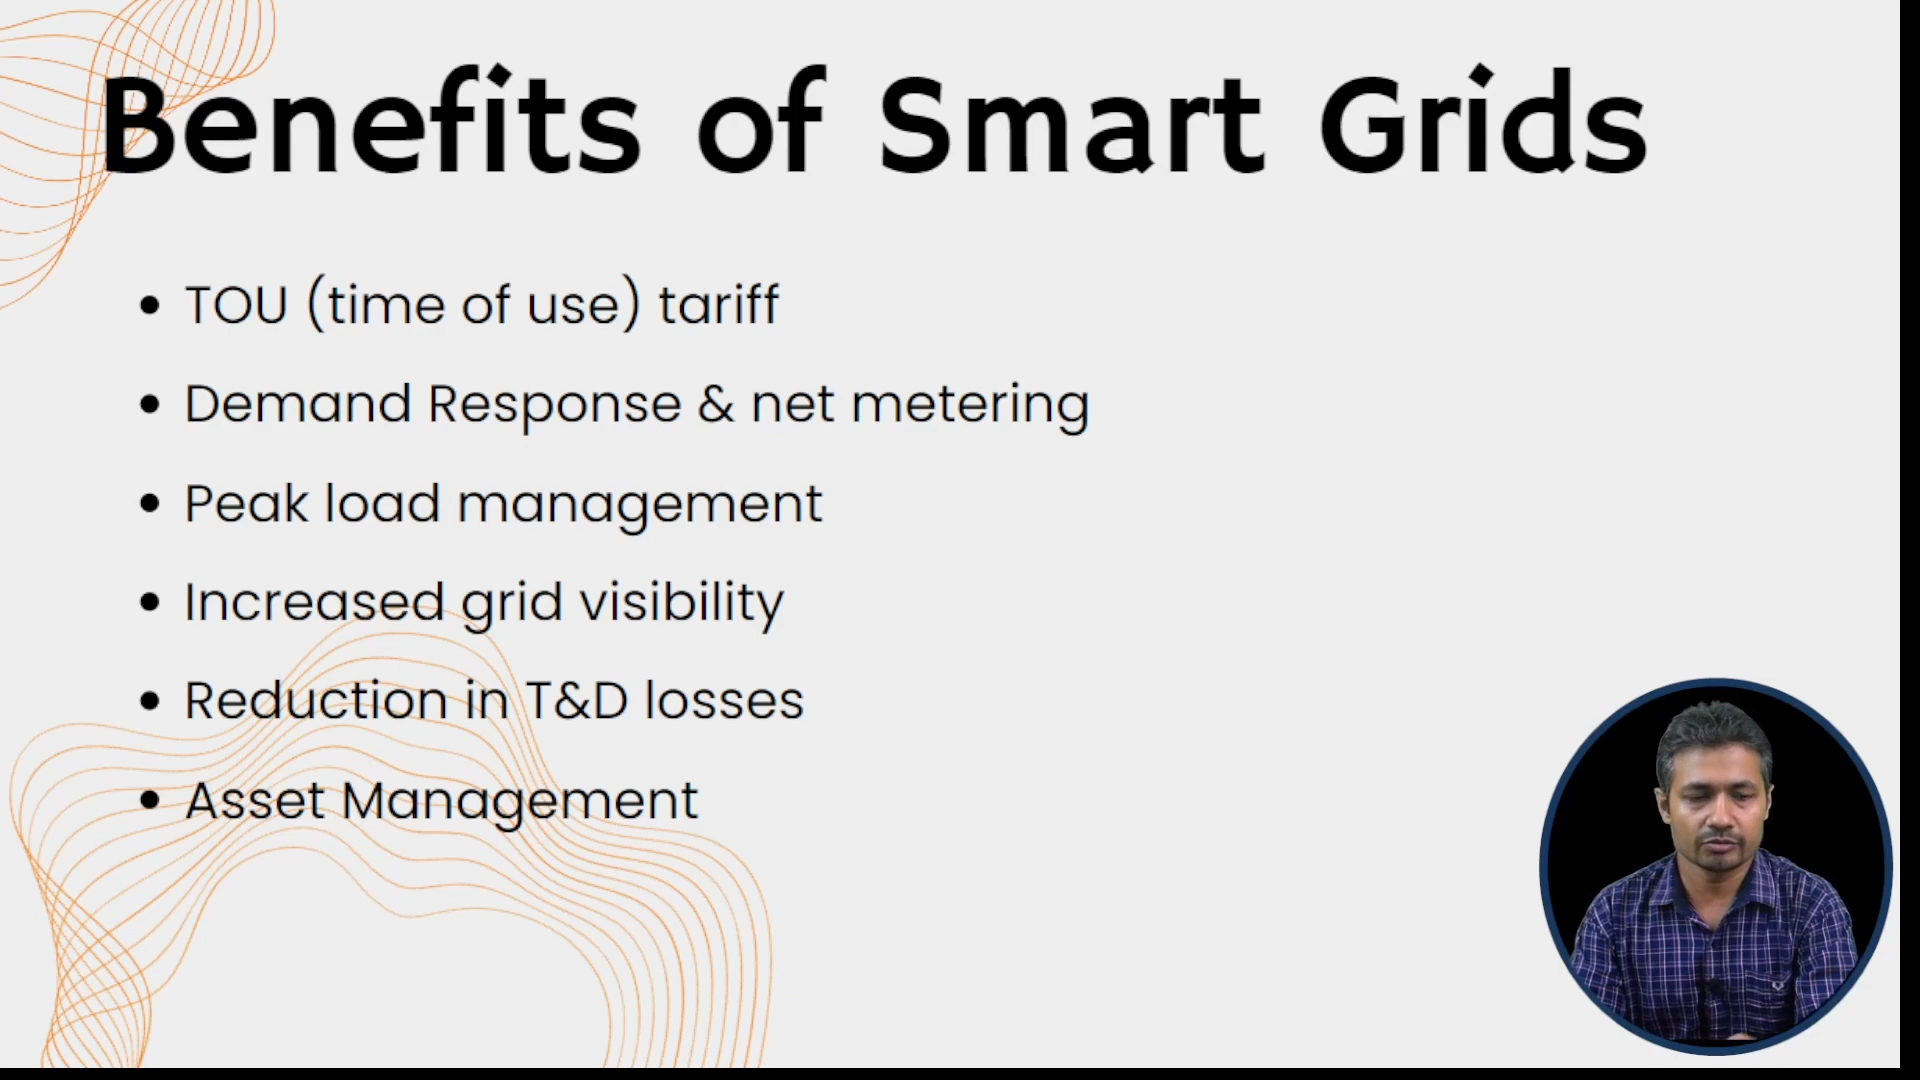 Benefits of Smart Grids
• TOU (time of use) tariff
• Demand Response & net metering
• Peak load management
• Increased grid visibility
• Reduction in T&D losses
• Asset Management